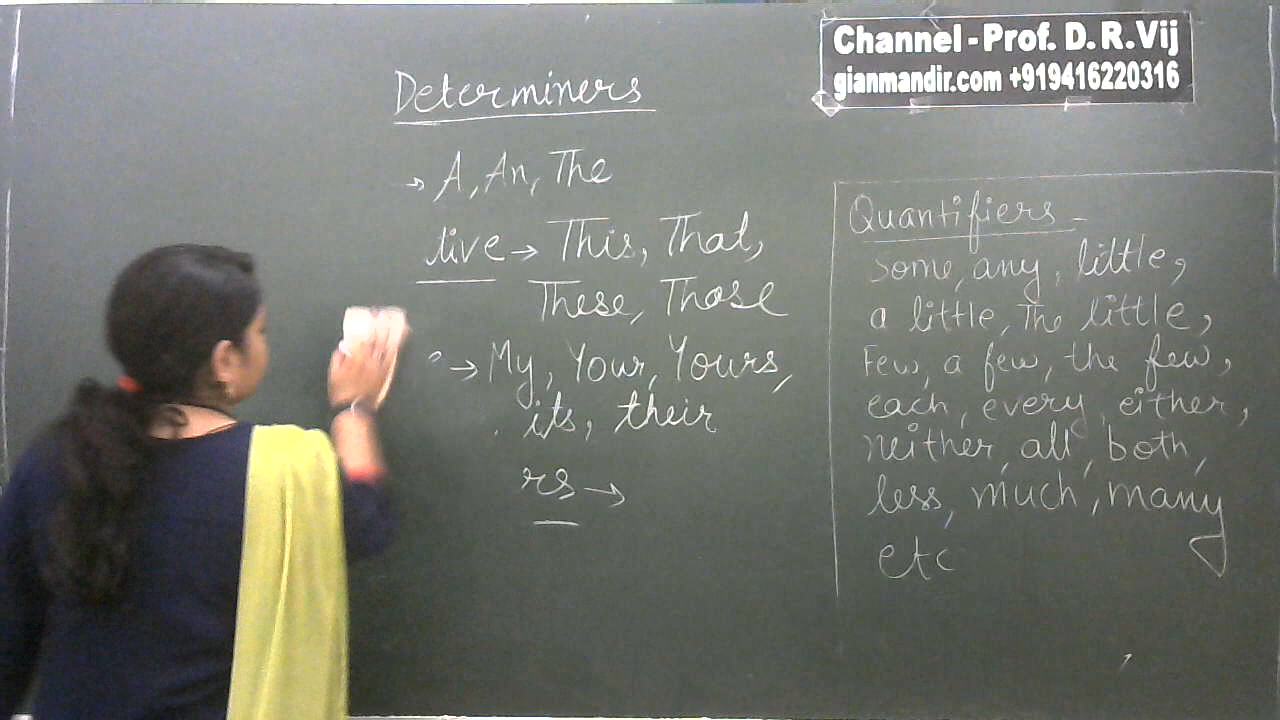 Channel - Prof. D. R. Vij
gianmandir.com +919416220316
Determiners
→ A, An, The
tive → This, That,
These, Those
→ My, Your, Yours,
its, their
rs →
Quantifiers -
some, any, little,
a little, The little,
Few, a few, the few,
each, every, either,
neither, all, both,
less, much, many
etc